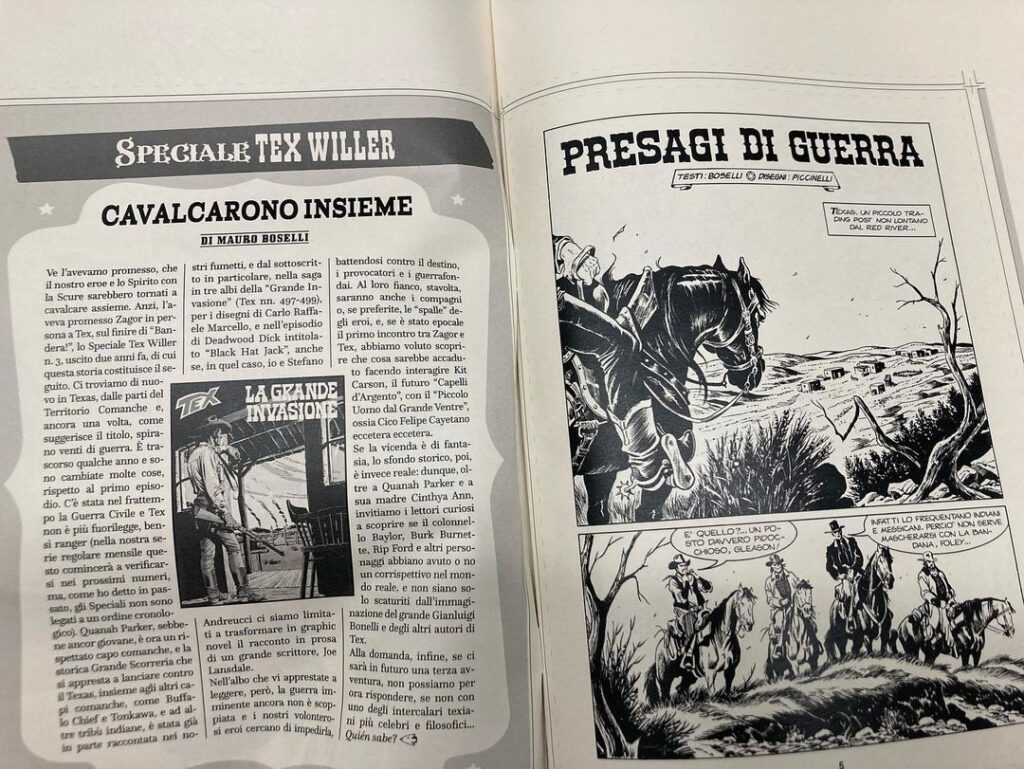 SPECIALE TEX WILLER
CAVALCARONO INSIEME
DI MAURO BOSELLI
Ve l'avevamo promesso, che
il nostro eroe e lo Spirito con
la Scure sarebbero tornati a
cavalcare assieme. Anzi, l'a-
veva promesso Zagor in per-
sona a Tex, sul finire di "Ban-
dera!", lo Speciale Tex Willer
n. 3, uscito due anni fa, di cui
questa storia costituisce il se-
guito. Ci troviamo di nuo-
vo in Texas, dalle parti del
Territorio Comanche e,
ancora una volta, come
suggerisce il titolo, spira-
no venti di guerra. È tra-
scorso qualche anno e so-
no cambiate molte cose,
rispetto al primo episo-
dio. C'è stata nel frattem-
po la Guerra Civile e Tex
non è più fuorilegge, ben-
sì ranger (nella nostra se-
rie regolare mensile que-
sto comincerà a verificar-
si nei prossimi numeri,
ma, come ho detto in pas-
sato, gli Speciali non sono
legati a un ordine cronolo-
gico). Quanah Parker, sebbe-
ne ancor giovane, è ora un ri-
spettato capo comanche, e la
storica Grande Scorreria che
si appresta a lanciare contro
il Texas, insieme agli altri ca-
pi comanche, come Buffa-
lo Chief e Tonkawa, e ad al-
tre tribù indiane, è stata già
in parte raccontata nei no-
stri fumetti, e dal sottoscrit-
to in particolare, nella saga
in tre albi della "Grande In-
vasione" (Tex nn. 497-499),
per i disegni di Carlo Raffae-
le Marcello, e nell'episodio
di Deadwood Dick intitola-
to "Black Hat Jack", anche
se, in quel caso, io e Stefano
TEX
LA GRANDE
INVASIONE
Andreucci ci siamo limita-
ti a trasformare in graphic
novel il racconto in prosa
di un grande scrittore, Joe
Lansdale.
Nell'albo che vi apprestate a
leggere, però, la guerra im-
minente ancora non è scop-
piata e i nostri volontero-
si eroi cercano di impedirla,
battendosi contro il destino,
i provocatori e i guerrafon-
dai. Al loro fianco, stavolta,
saranno anche i compagni
o, se preferite, le "spalle" de-
gli eroi, e, se è stato epocale
il primo incontro tra Zagor e
Tex, abbiamo voluto scopri-
re che cosa sarebbe accadu-
to facendo interagire Kit
Carson, il futuro "Capelli
d'Argento", con il "Piccolo
Uomo dal Grande Ventre",
ossia Cico Felipe Cayetano
eccetera eccetera.
Se la vicenda è di fanta-
sia, lo sfondo storico, poi,
è invece reale: dunque, ol-
tre a Quanah Parker e a
sua madre Cinthya Ann,
invitiamo i lettori curiosi
a scoprire se il colonnel-
lo Baylor, Burk Burnet-
te, Rip Ford e altri perso-
naggi abbiano avuto o no
un corrispettivo nel mon-
do reale, e non siano so-
lo scaturiti dall'immagi-
nazione del grande Gianluigi
Bonelli e degli altri autori di
Tex.
Alla domanda, infine, se ci
sarà in futuro una terza av-
ventura, non possiamo per
ora rispondere, se non con
uno degli intercalari texia-
ni più celebri e filosofici...
Quién sabe?
PRESAGI DI GUERRA
TESTI: BOSELLI DISEGNI: PICCINELLI
TEXAS, UN PICCOLO TRA-
DING POST NON LONTANO
DAL RED RIVER...
E' QUELLO?... UN PO-
STO DAVVERO PIDOC-
CHIOSO, GLEASON!
INFATTI LO FREQUENTANO INDIANI
E MESSICANI. PERCIO' NON SERVE
MASCHERARSI CON LA BAN-
DANA, FOLEY...
5